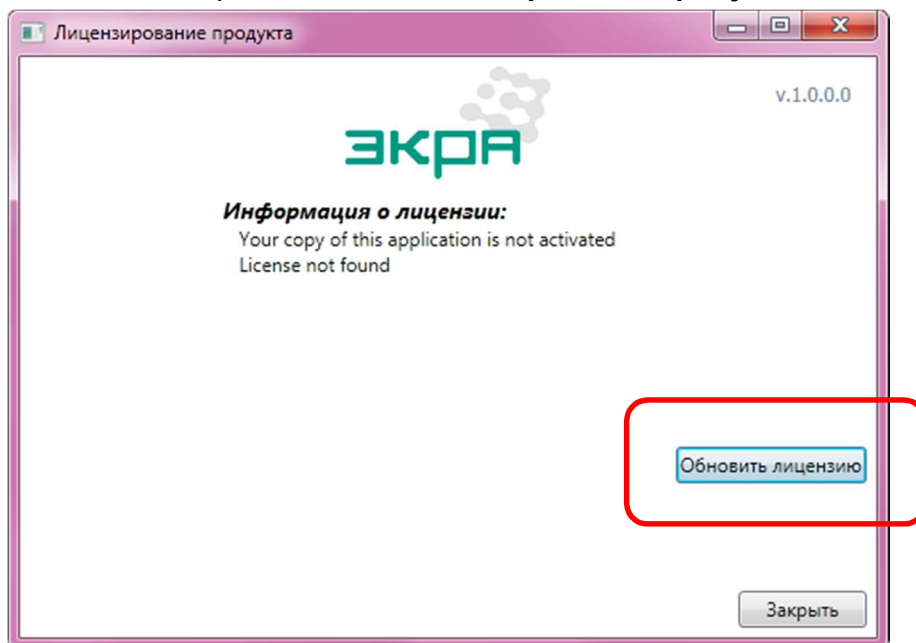 Лицензирование продукта
v.1.0.0.0
экра
Информация о лицензии:
Your copy of this application is not activated
License not found
Обновить лицензию
Закрыть